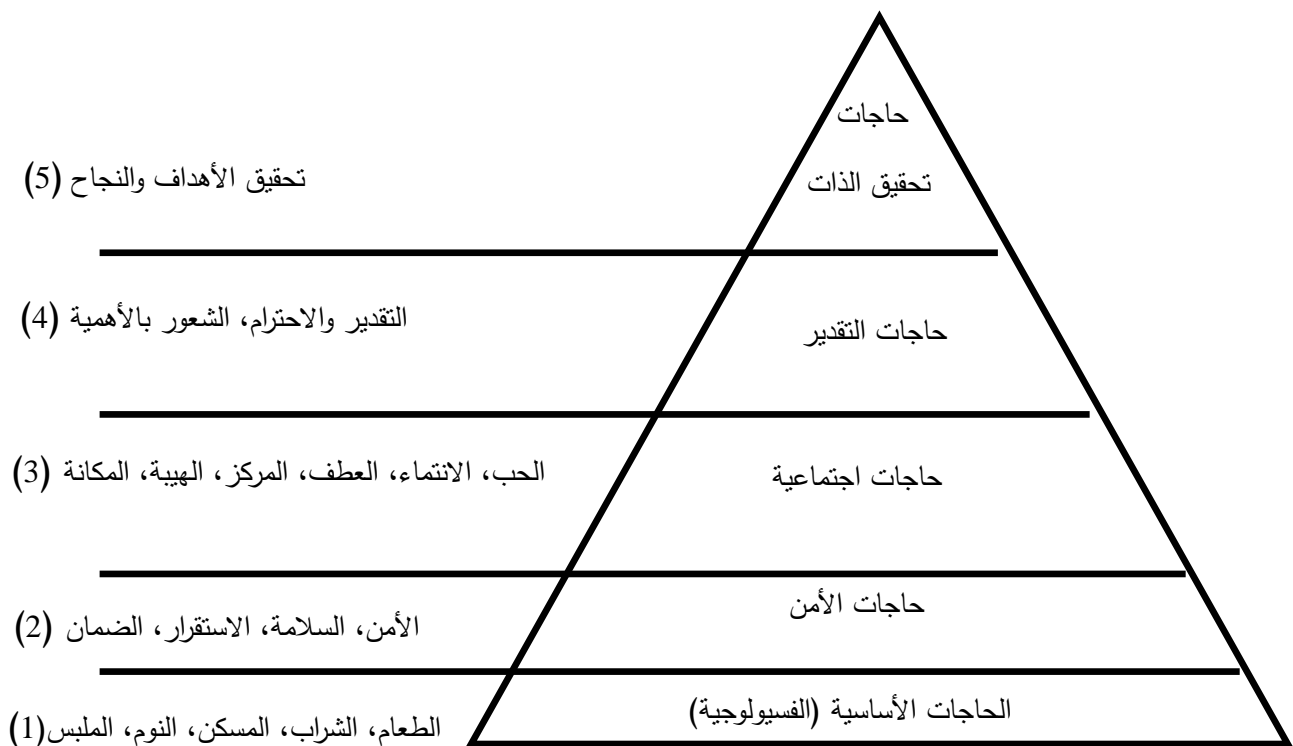 حاجات
تحقيق الذات
تحقيق الأهداف والنجاح (5)
حاجات التقدير
التقدير والاحترام، الشعور بالأهمية (4)
حاجات اجتماعية
الحب، الانتماء، العطف، المركز، الهيبة، المكانة (3)
حاجات الأمن
الأمن، السلامة، الاستقرار، الضمان (2)
الحاجات الأساسية (الفسيولوجية)
الطعام، الشراب، المسكن، النوم، الملبس(1)